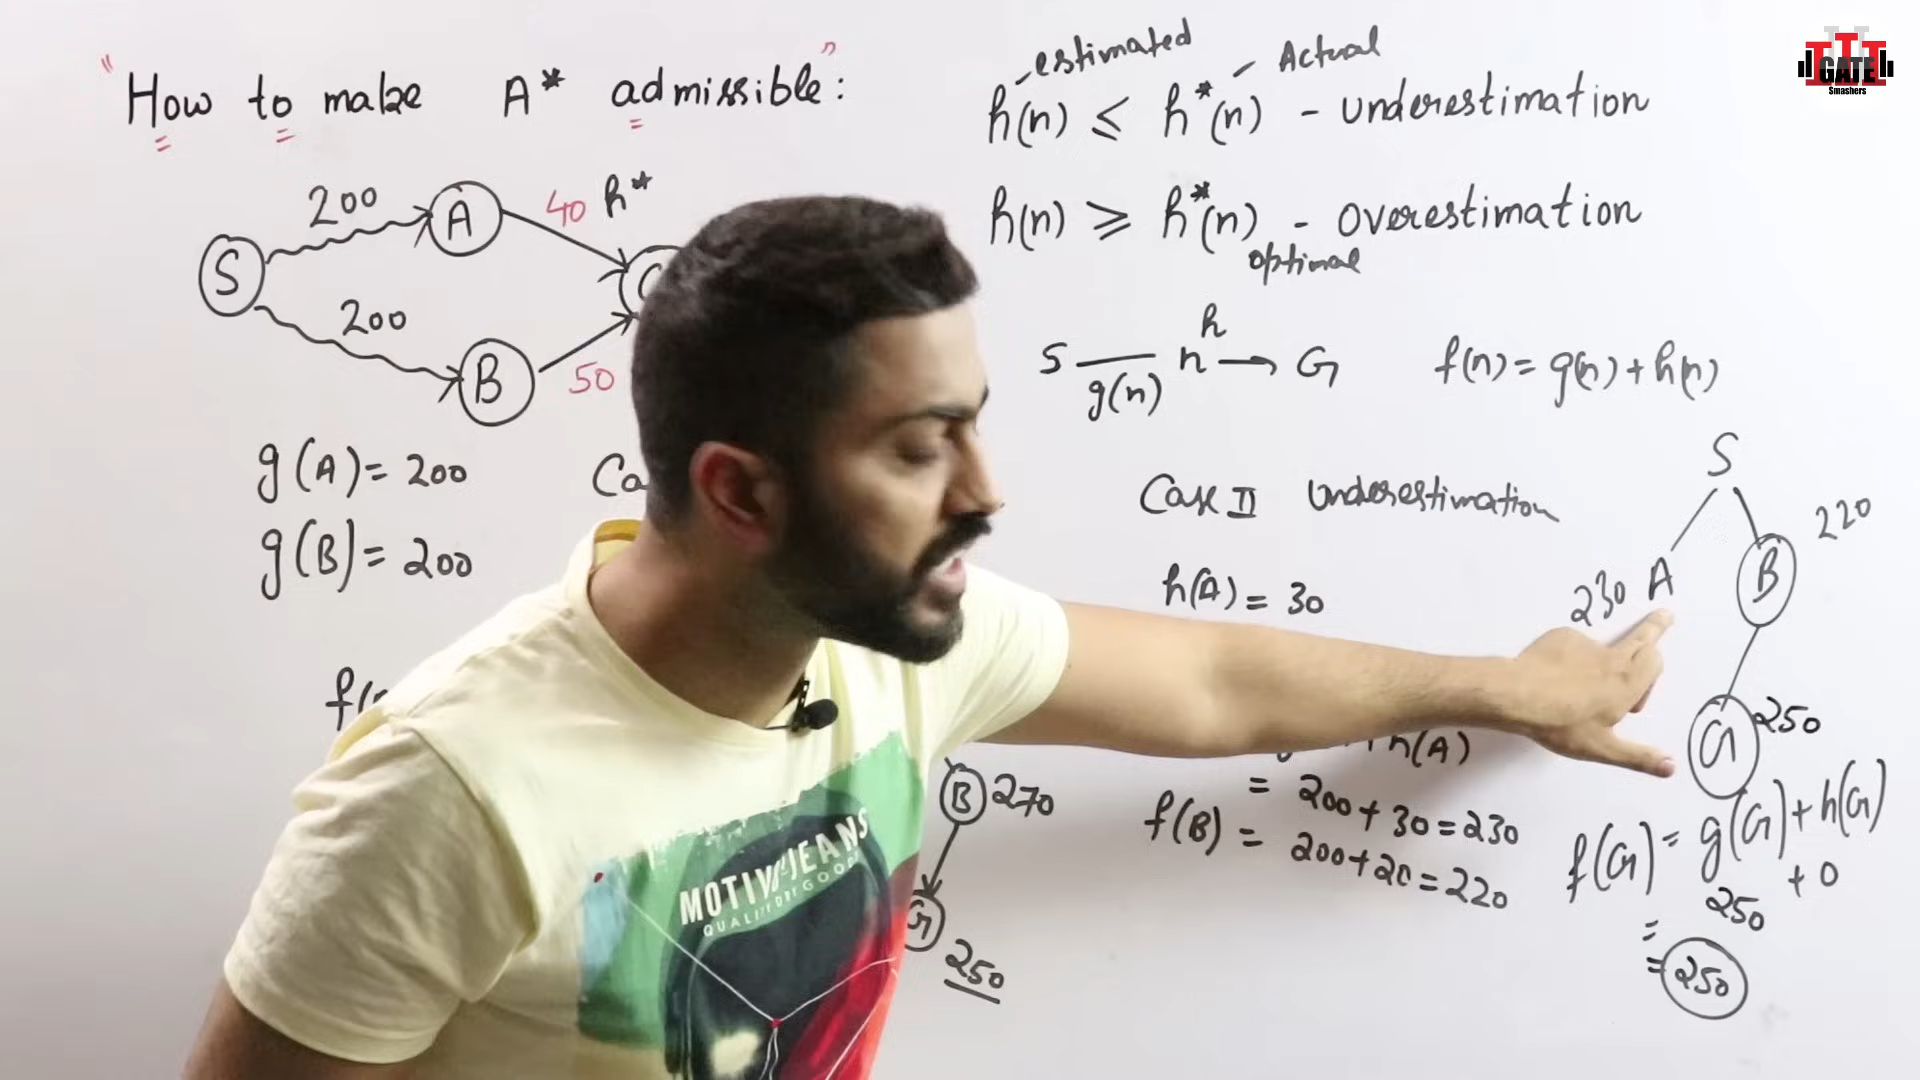 "How to make A* admissible":
estimated Actual
h(n) ≤ h*(n) - Underestimation
h(n) ≥ h*(n) - Overestimation
optimal
200 A 40 h*
S
200 B 50
S g(n) n h → G f(n) = g(n) + h(n)
g(A) = 200
g(B) = 200
Case II Underestimation
h(A) = 30
S
230 A B 220
G 250
h(A)
= 200 + 30 = 230
f(B) = 200 + 20 = 220
f(G) = g(G) + h(G)
= 250 + 0
= 250
B 270
G 250
MOTIV JEANS
QUALITY
GATE
Smashers